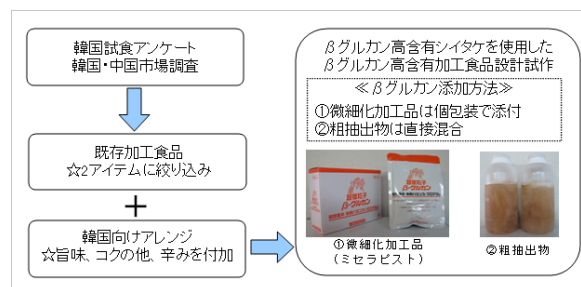 韓国試食アンケート
韓国・中国市場調査
既存加工食品
☆2アイテムに絞り込み
+
韓国向けアレンジ
☆旨味、コクの他、辛みを付加
βグルカン高含有シイタケを使用した
βグルカン高含有加工食品設計試作
≪βグルカン添加方法≫
①微細化加工品は個包装で添付
②粗抽出物は直接混合
β-グルカン
①微細化加工品
(ミセラピスト)
②粗抽出物